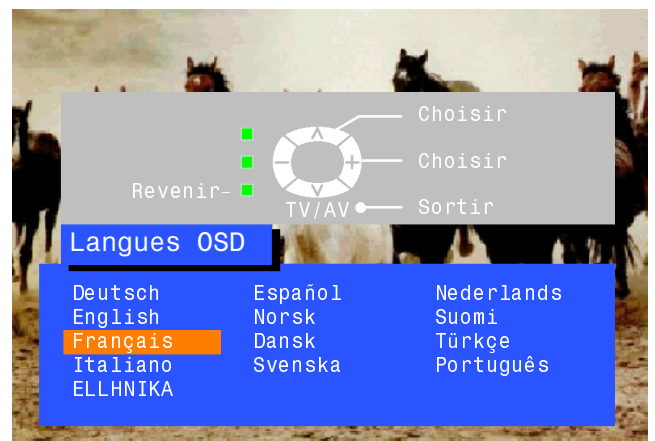 Choisir
Choisir
Revenir
TV/AV Sortir
Langues OSD
Deutsch Español Nederlands
English Norsk Suomi
Français Dansk Türkçe
Italiano Svenska Português
ELLHNIKA